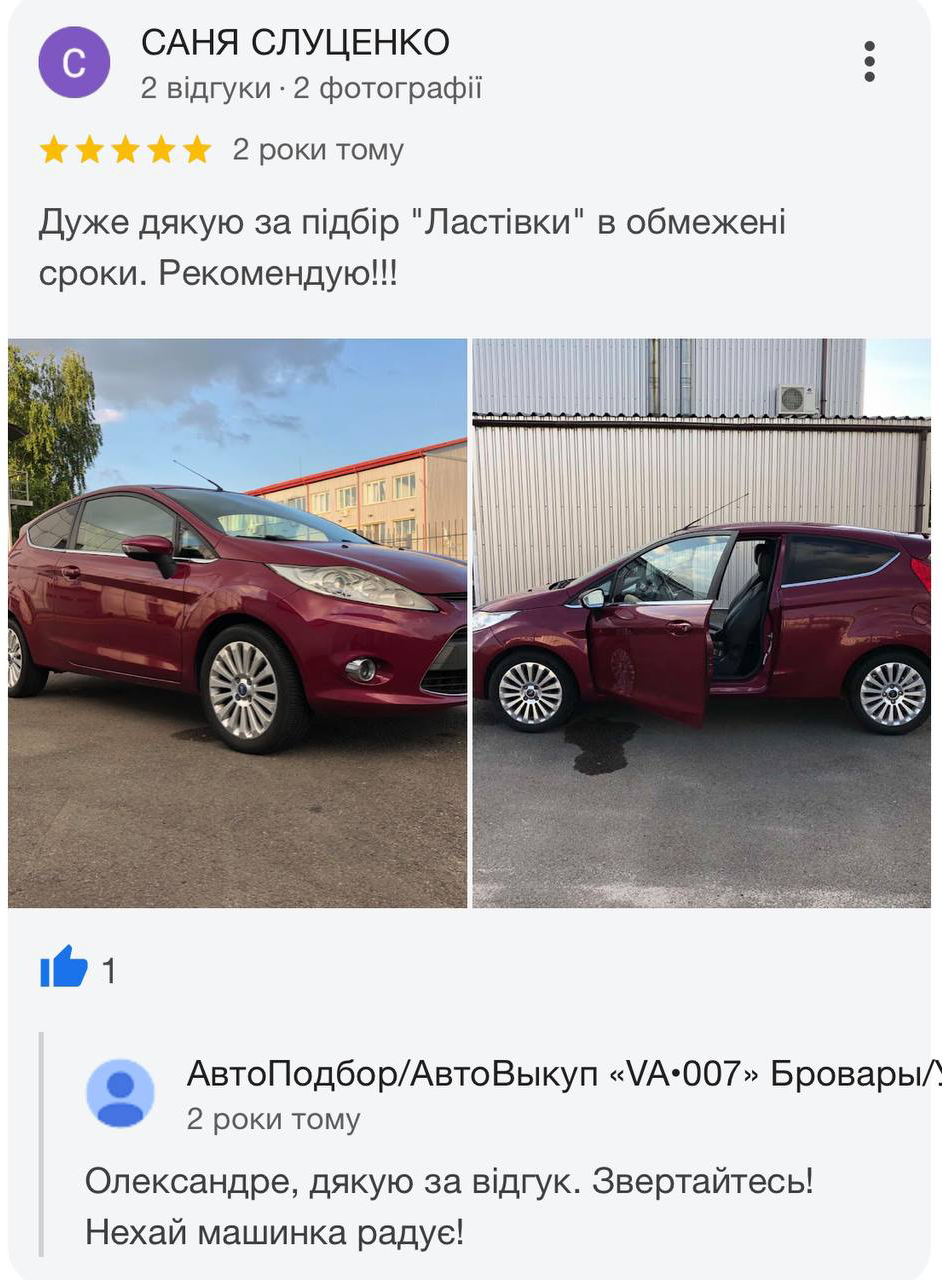 С
САНЯ СЛУЦЕНКО
2 відгуки · 2 фотографії
2 роки тому
Дуже дякую за підбір "Ластівки" в обмежені
сроки. Рекомендую!!!
1
АвтоПодбор/АвтоВыкуп «VA•007» Бровары/
2 роки тому
Олександре, дякую за відгук. Звертайтесь!
Нехай машинка радує!